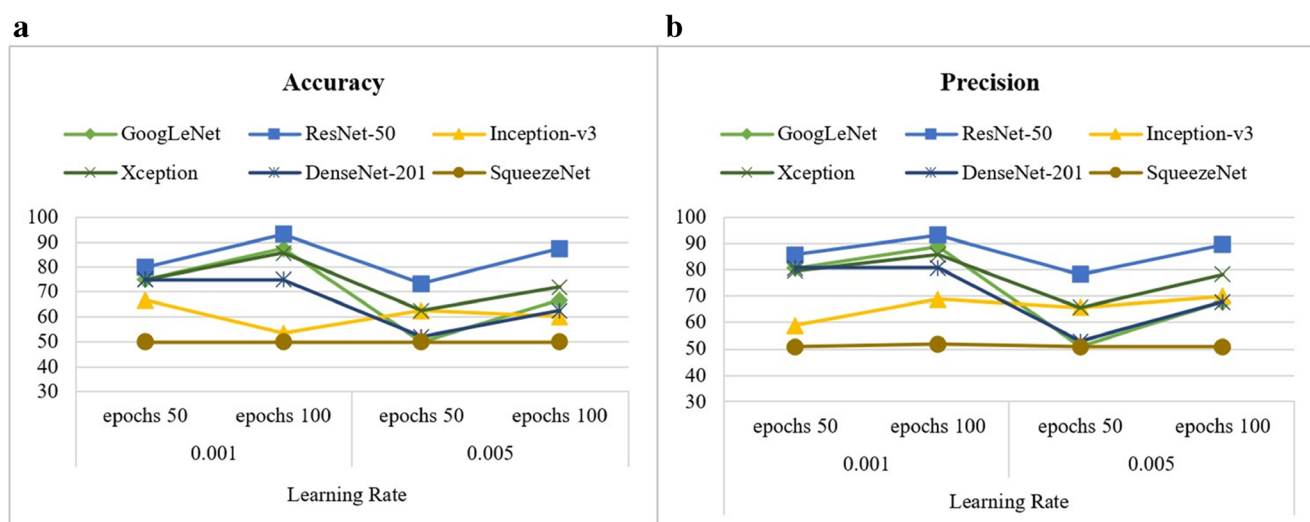 a
Accuracy
GoogLeNet ResNet-50 Inception-v3
Xception DenseNet-201 SqueezeNet
100
90
80
70
60
50
40
30
epochs 50 epochs 100 epochs 50 epochs 100
0.001 0.005
Learning Rate
b
Precision
GoogLeNet ResNet-50 Inception-v3
Xception DenseNet-201 SqueezeNet
100
90
80
70
60
50
40
30
epochs 50 epochs 100 epochs 50 epochs 100
0.001 0.005
Learning Rate